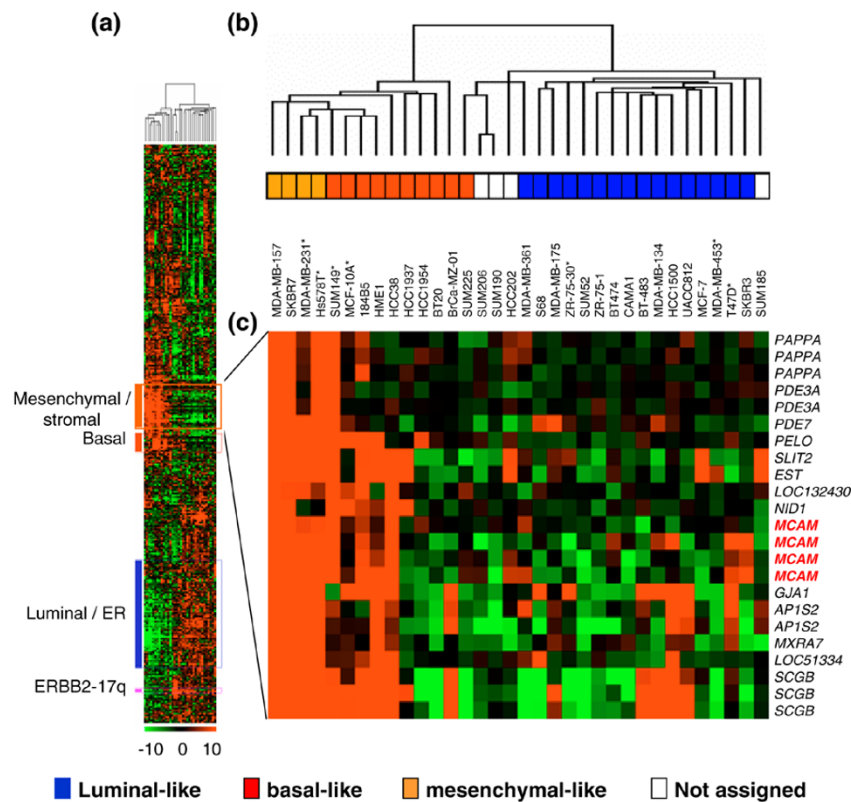 (a)
(b)
MDA-MB-157
SKBR7
MDA-MB-231*
Hs578T*
SUM149*
MCF-10A*
184B5
HME1
HCC38
HCC1937
HCC1954
BT20
BrCa-MZ-01
SUM225
SUM206
SUM190
HCC202
MDA-MB-361
S68
MDA-MB-175
ZR-75-30*
SUM52
ZR-75-1
BT474
CAMA1
BT-483
MDA-MB-134
HCC1500
UACC812
MCF-7
MDA-MB-453*
T47D*
SKBR3
SUM185
(c)
PAPPA
PAPPA
PAPPA
PDE3A
PDE3A
PDE7
PELO
SLIT2
EST
LOC132430
NID1
MCAM
MCAM
MCAM
MCAM
GJA1
AP1S2
AP1S2
MXRA7
LOC51334
SCGB
SCGB
SCGB
Mesenchymal /
stromal
Basal
Luminal / ER
ERBB2-17q
-10 0 10
Luminal-like basal-like mesenchymal-like Not assigned